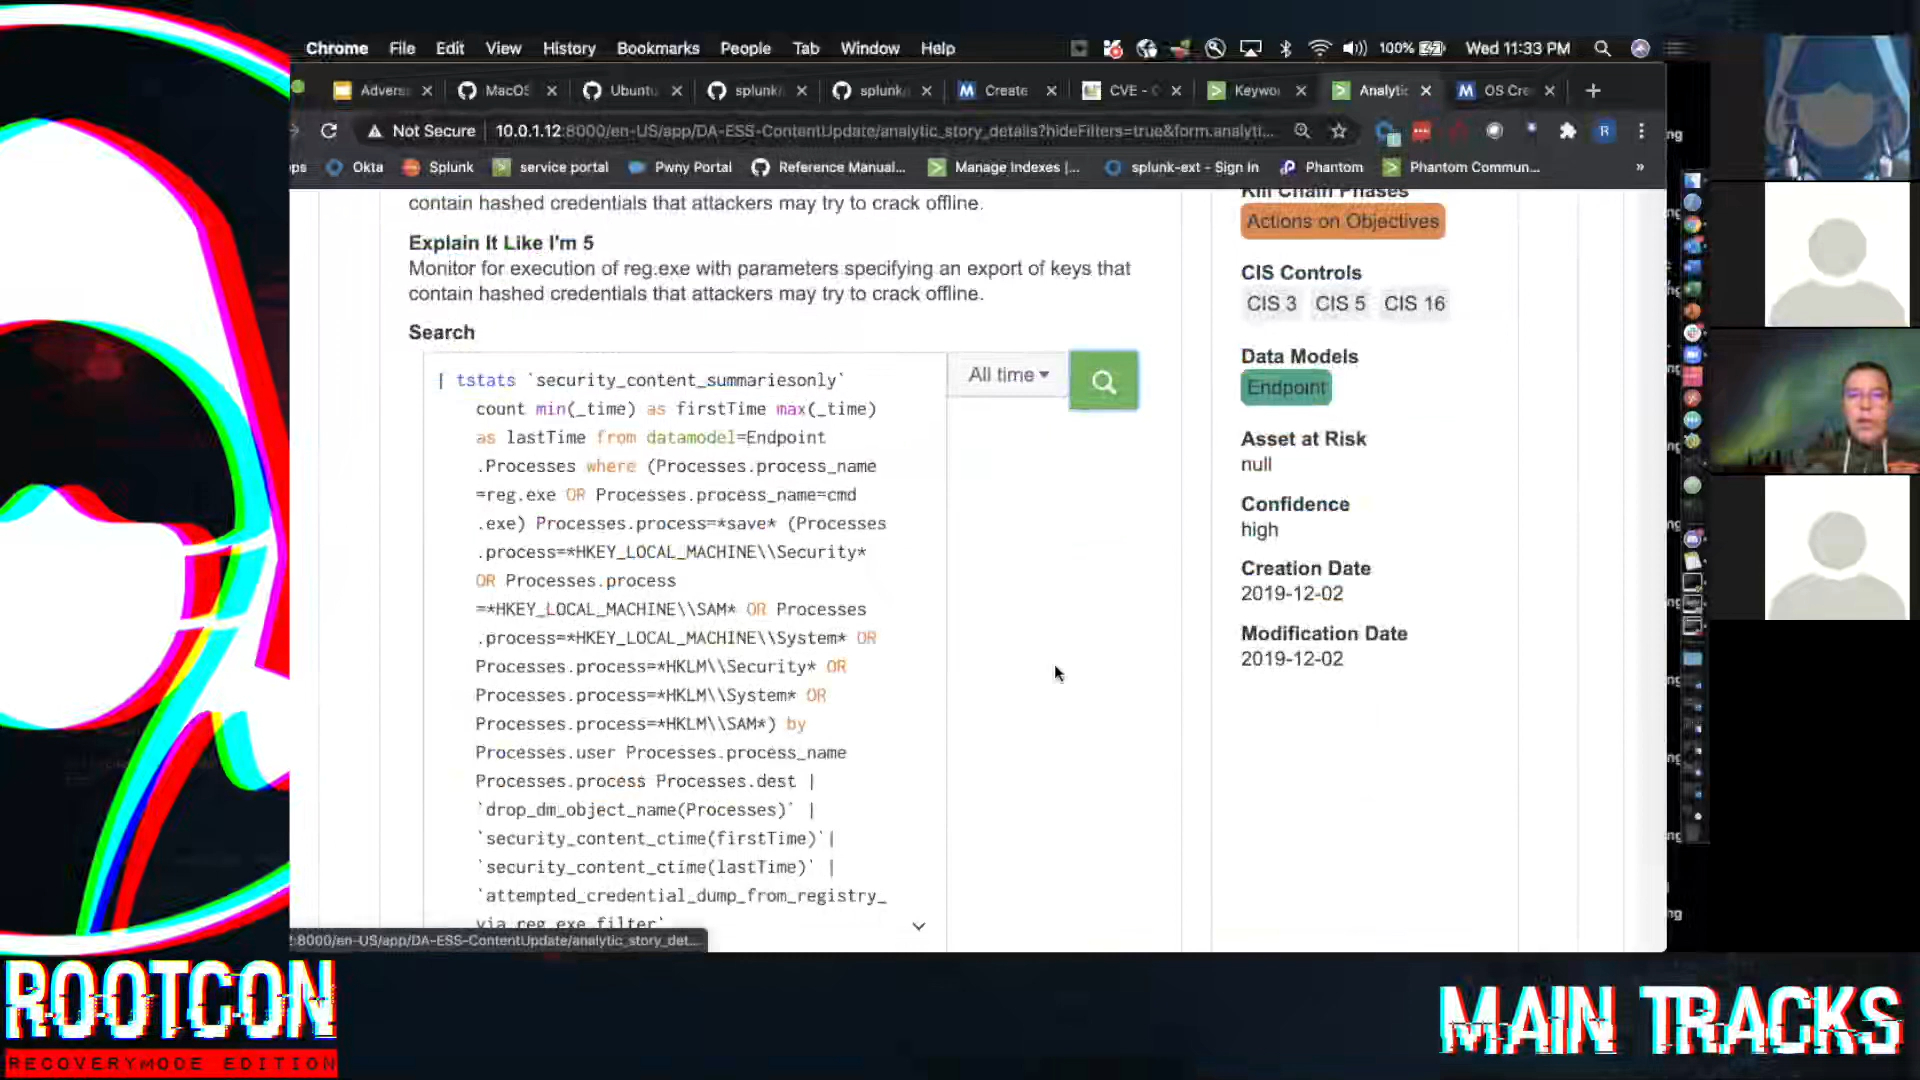 Chrome File Edit View History Bookmarks People Tab Window Help 100% Wed 11:33 PM
Advers MacOS Ubuntu splunk/ splunk/ Create CVE - Keywo Analytic OS Cre
Not Secure 10.0.1.12:8000/en-US/app/DA-ESS-ContentUpdate/analytic_story_details?hideFilters=true&form.analyti...
ps Okta Splunk service portal Pwny Portal Reference Manual... Manage Indexes |... splunk-ext - Sign In Phantom Phantom Commun... »
contain hashed credentials that attackers may try to crack offline.
Explain It Like I'm 5
Monitor for execution of reg.exe with parameters specifying an export of keys that
contain hashed credentials that attackers may try to crack offline.
Search
All time
| tstats `security_content_summariesonly`
count min(_time) as firstTime max(_time)
as lastTime from datamodel=Endpoint
.Processes where (Processes.process_name
=reg.exe OR Processes.process_name=cmd
.exe) Processes.process=*save* (Processes
.process=*HKEY_LOCAL_MACHINE\\Security*
OR Processes.process
=*HKEY_LOCAL_MACHINE\\SAM* OR Processes
.process=*HKEY_LOCAL_MACHINE\\System* OR
Processes.process=*HKLM\\Security* OR
Processes.process=*HKLM\\System* OR
Processes.process=*HKLM\\SAM*) by
Processes.user Processes.process_name
Processes.process Processes.dest |
`drop_dm_object_name(Processes)` |
`security_content_ctime(firstTime)`|
`security_content_ctime(lastTime)` |
`attempted_credential_dump_from_registry_
via_reg_exe_filter`
:8000/en-US/app/DA-ESS-ContentUpdate/analytic_story_det...
Kill Chain Phases
Actions on Objectives
CIS Controls
CIS 3 CIS 5 CIS 16
Data Models
Endpoint
Asset at Risk
null
Confidence
high
Creation Date
2019-12-02
Modification Date
2019-12-02
ROOTCON
RECOVERYMODE EDITION
MAIN TRACKS